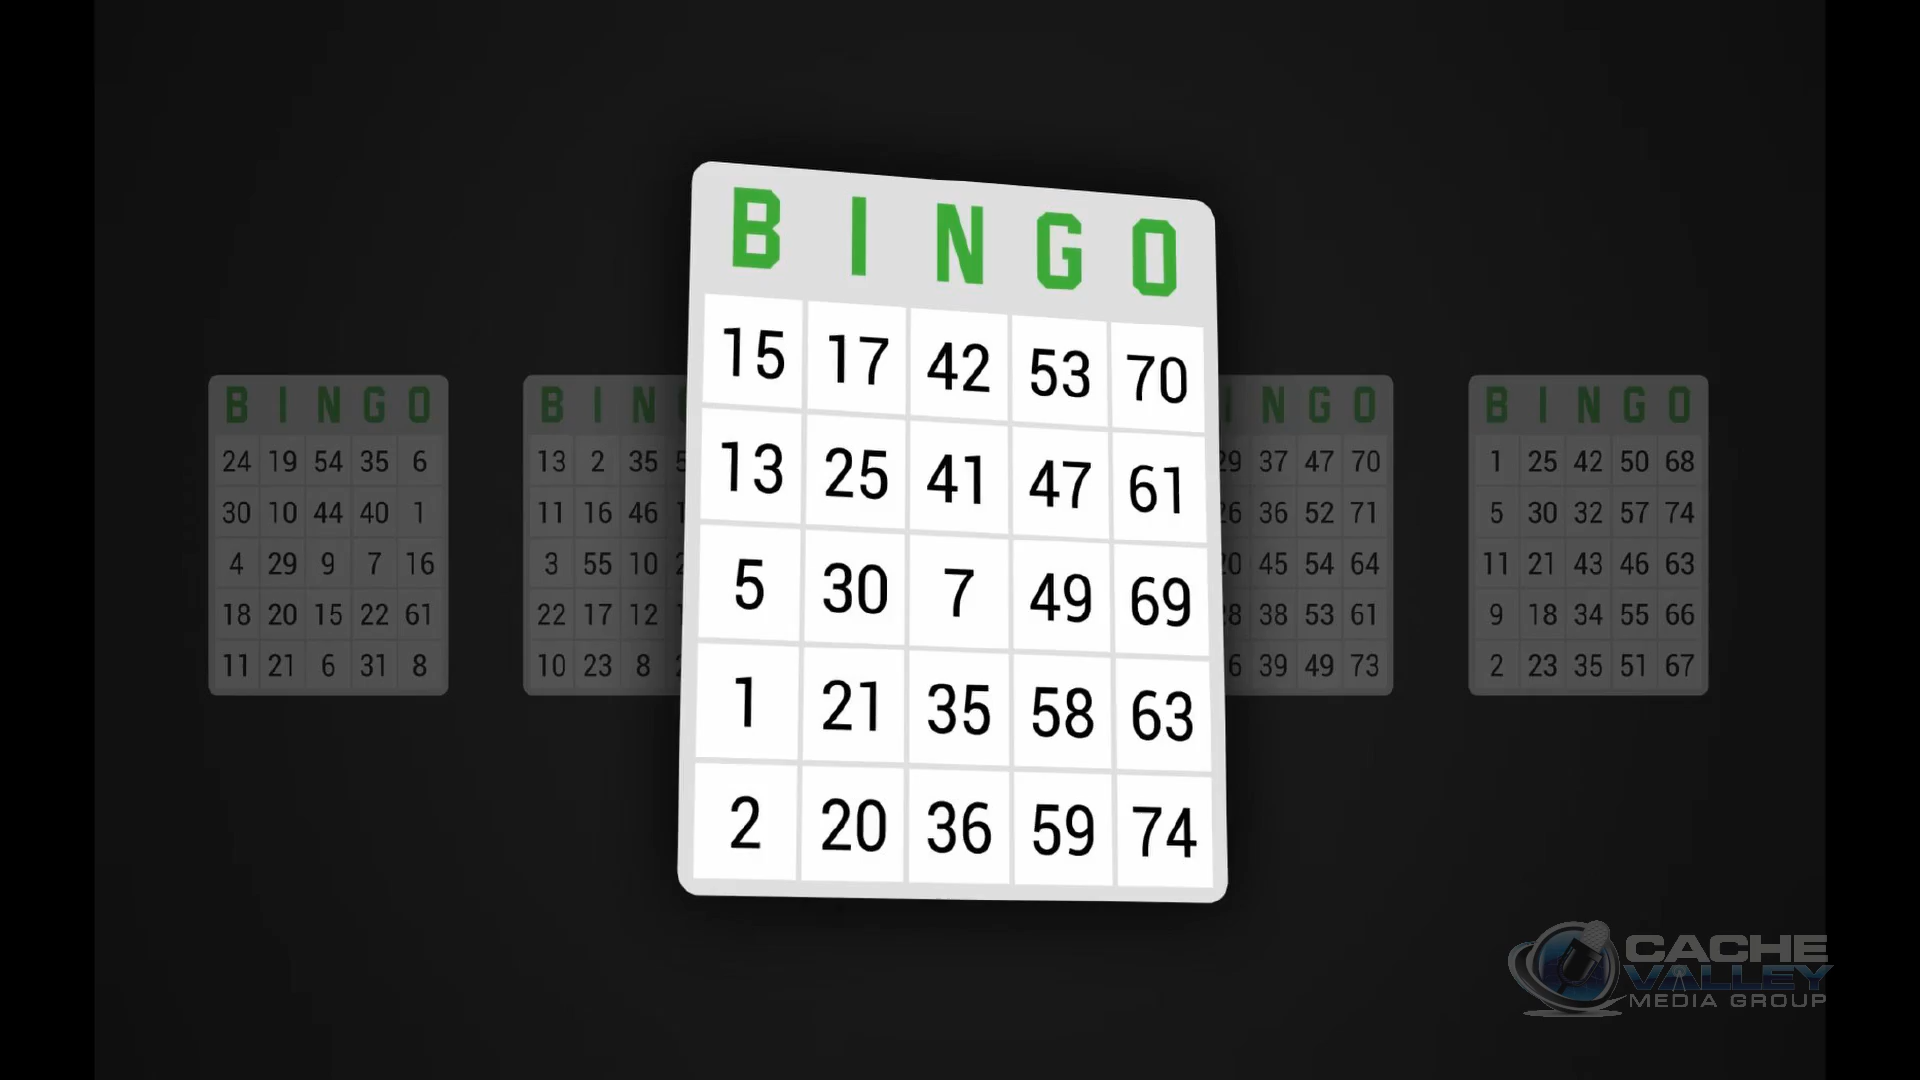 B I N G O
24 19 54 35 6
30 10 44 40 1
4 29 9 7 16
18 20 15 22 61
11 21 6 31 8
B I N
13 2 35
11 16 46
3 55 10
22 17 12
10 23 8
B I N G O
15 17 42 53 70
13 25 41 47 61
5 30 7 49 69
1 21 35 58 63
2 20 36 59 74
I N G O
29 37 47 70
26 36 52 71
45 54 64
28 38 53 61
39 49 73
B I N G O
1 25 42 50 68
5 30 32 57 74
11 21 43 46 63
9 18 34 55 66
2 23 35 51 67
CACHE
VALLEY
MEDIA GROUP